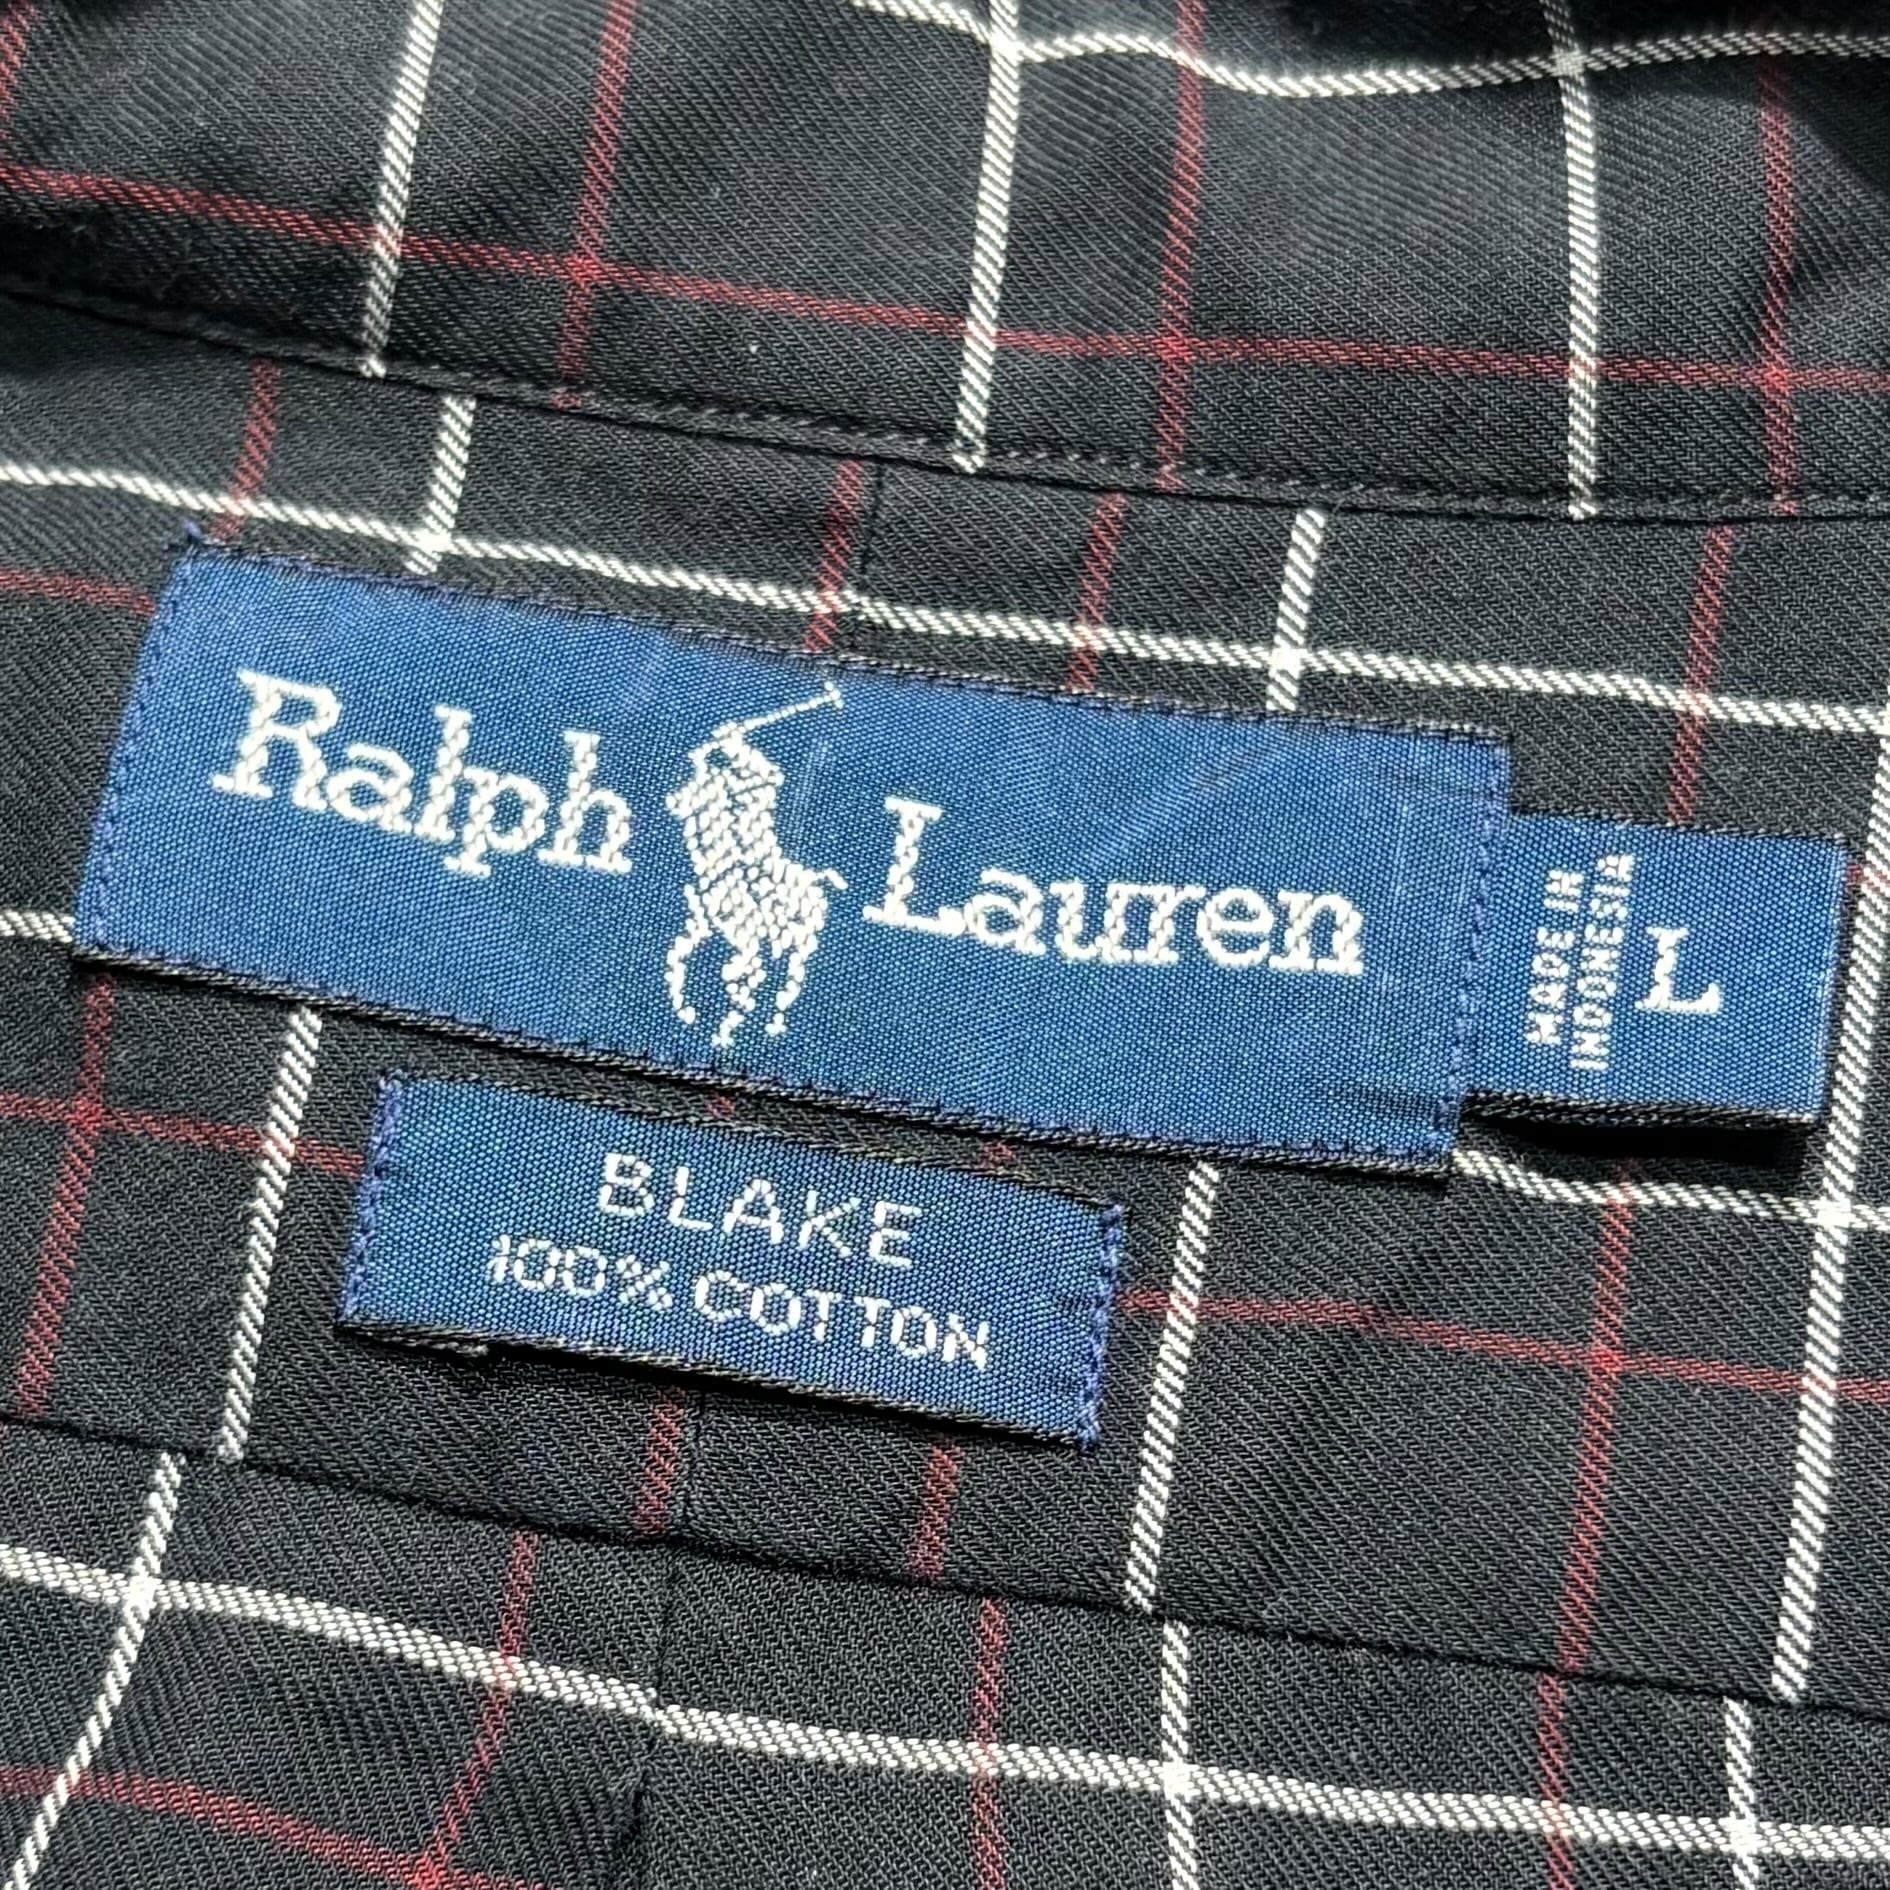 Ralph Lauren
MADE IN
INDONESIA
L
BLAKE
100% COTTON